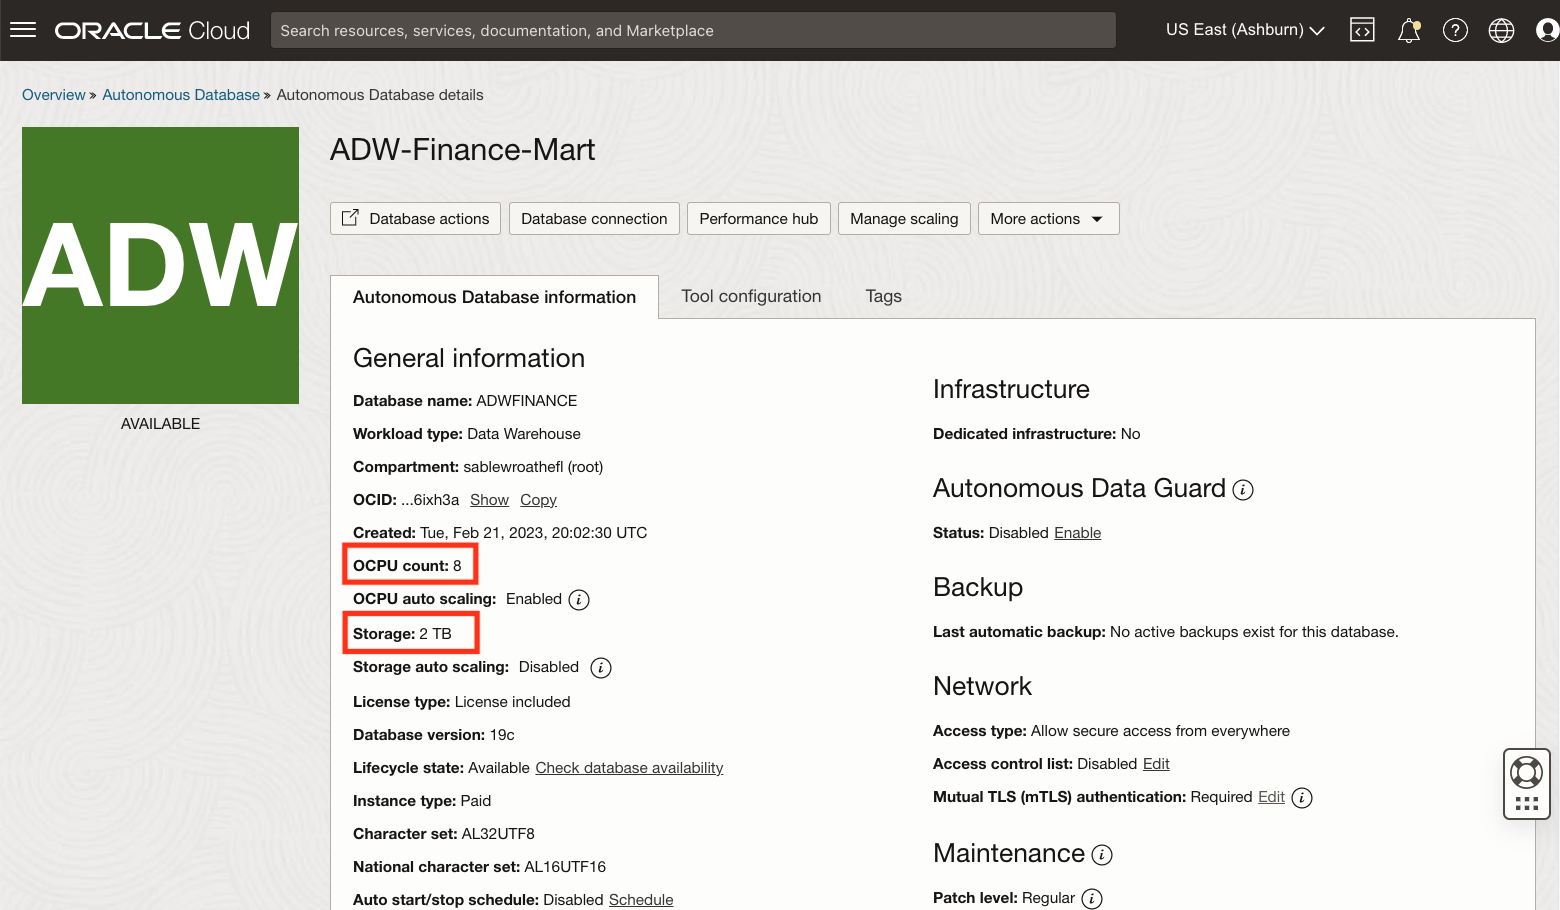 ORACLE Cloud
Search resources, services, documentation, and Marketplace
US East (Ashburn)
Overview » Autonomous Database » Autonomous Database details
ADW
AVAILABLE
ADW-Finance-Mart
Database actions
Database connection
Performance hub
Manage scaling
More actions
Autonomous Database information
Tool configuration
Tags
General information
Database name: ADWFINANCE
Workload type: Data Warehouse
Compartment: sablewroathefl (root)
OCID: ...6ixh3a Show Copy
Created: Tue, Feb 21, 2023, 20:02:30 UTC
OCPU count: 8
OCPU auto scaling: Enabled i
Storage: 2 TB
Storage auto scaling: Disabled i
License type: License included
Database version: 19c
Lifecycle state: Available Check database availability
Instance type: Paid
Character set: AL32UTF8
National character set: AL16UTF16
Auto start/stop schedule: Disabled Schedule
Infrastructure
Dedicated infrastructure: No
Autonomous Data Guard i
Status: Disabled Enable
Backup
Last automatic backup: No active backups exist for this database.
Network
Access type: Allow secure access from everywhere
Access control list: Disabled Edit
Mutual TLS (mTLS) authentication: Required Edit i
Maintenance i
Patch level: Regular i